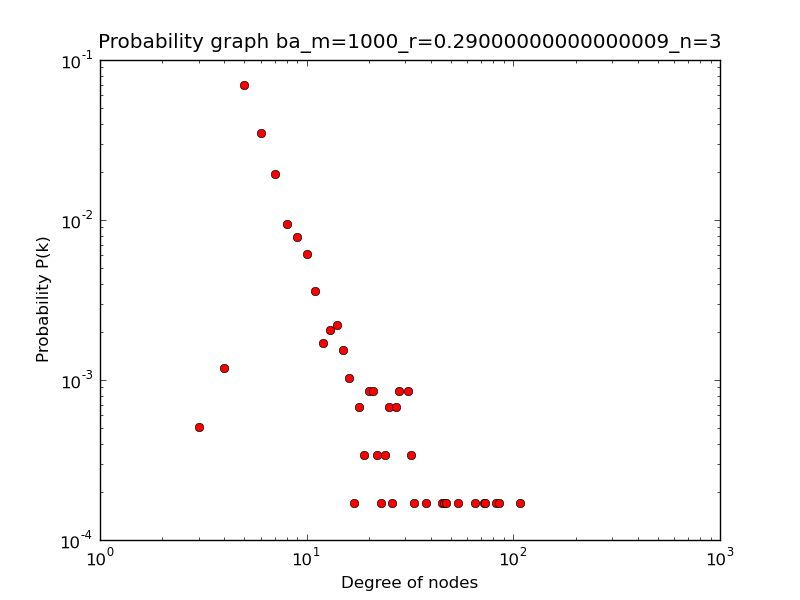 Probability graph ba_m=1000_r=0.29000000000000009_n=3
10^-1
10^-2
10^-3
10^-4
Probability P(k)
10^0 10^1 10^2 10^3
Degree of nodes